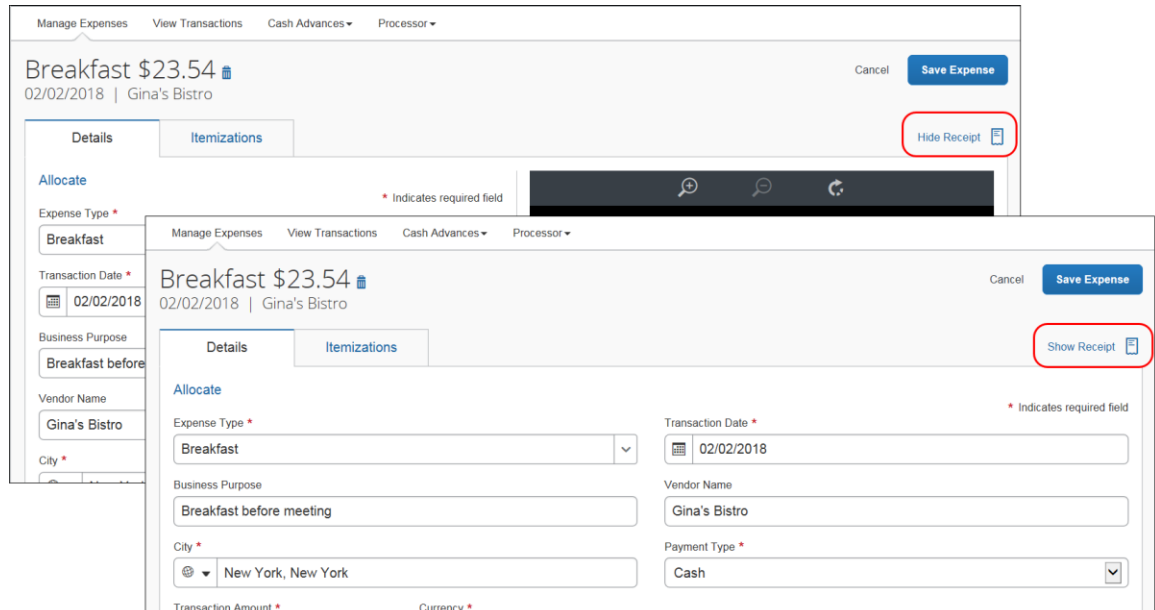 Manage Expenses View Transactions Cash Advances Processor
Breakfast $23.54
Cancel Save Expense
02/02/2018 | Gina's Bistro
Details Itemizations
Hide Receipt
Allocate
* Indicates required field
Expense Type *
Breakfast
Transaction Date *
02/02/2018
Business Purpose
Breakfast before
Vendor Name
Gina's Bistro
City *
Manage Expenses View Transactions Cash Advances Processor
Breakfast $23.54
Cancel Save Expense
02/02/2018 | Gina's Bistro
Details Itemizations
Show Receipt
Allocate
* Indicates required field
Expense Type * Transaction Date *
Breakfast 02/02/2018
Business Purpose Vendor Name
Breakfast before meeting Gina's Bistro
City * Payment Type *
New York, New York Cash
Transaction Amount * Currency *